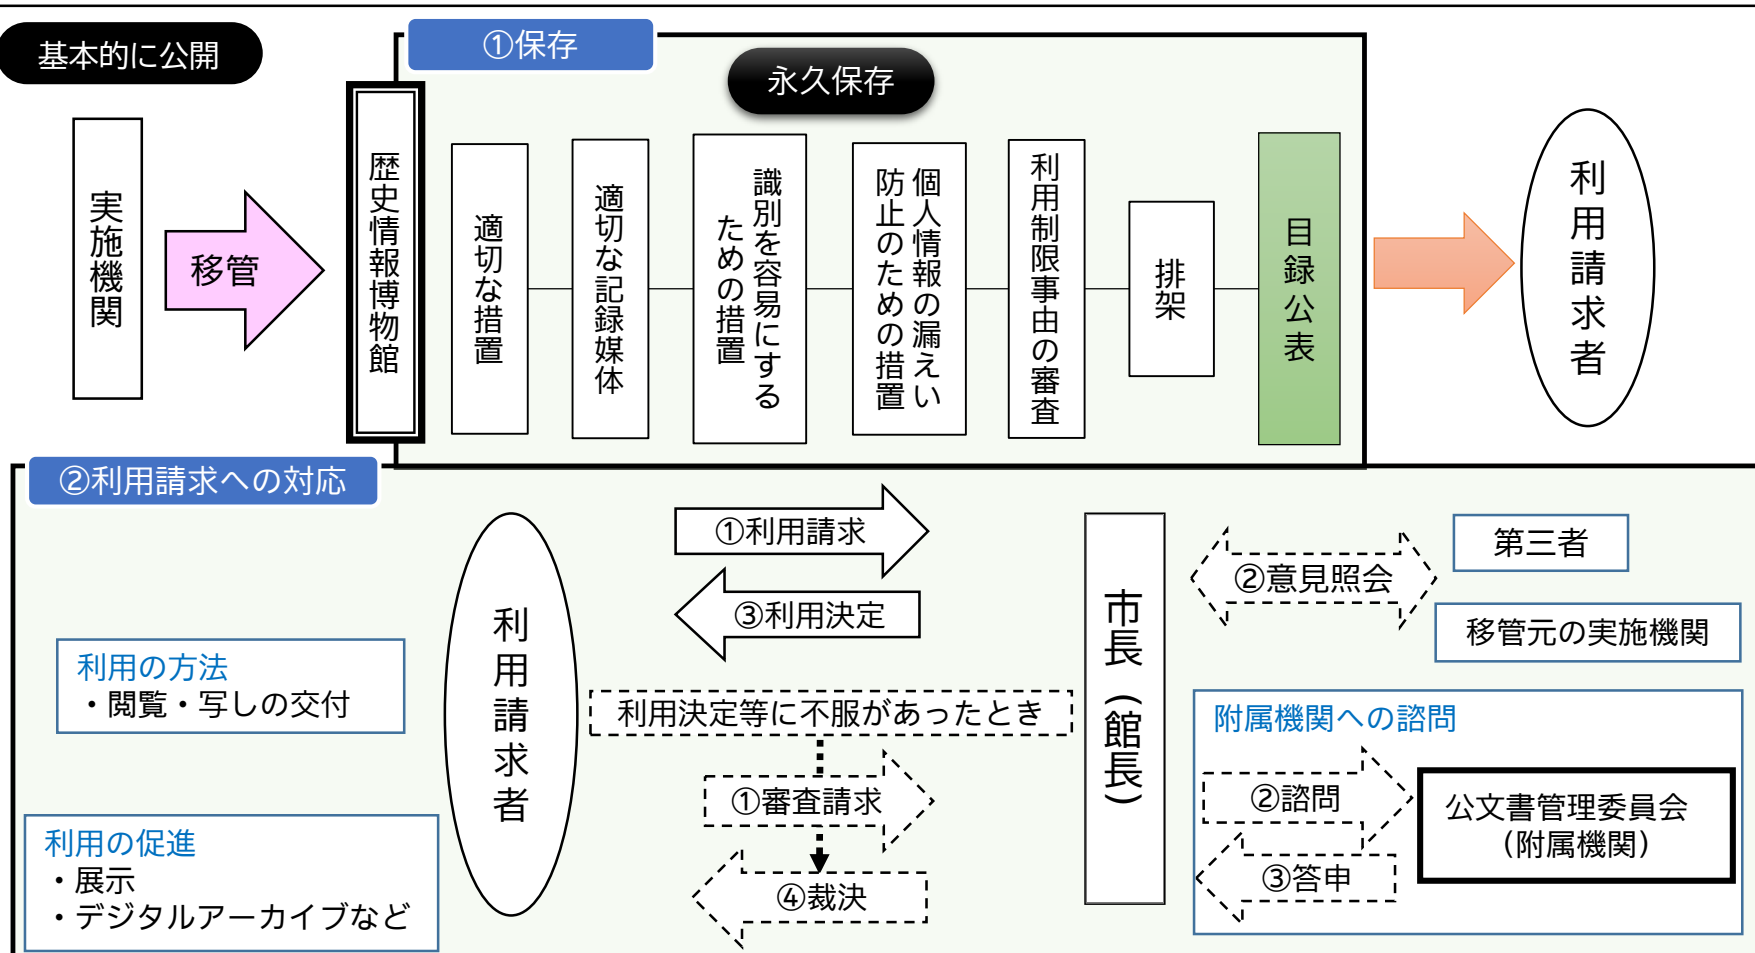 基本的に公開
①保存
永久保存
実施機関
移管
歴史情報博物館
適切な措置
適切な記録媒体
識別を容易にする
ための措置
個人情報の漏えい
防止のための措置
利用制限事由の審査
排架
目録公表
利用請求者
②利用請求への対応
利用の方法
・閲覧・写しの交付
利用の促進
・展示
・デジタルアーカイブなど
利用請求者
①利用請求
③利用決定
利用決定等に不服があったとき
①審査請求
④裁決
市長（館長）
②意見照会
第三者
移管元の実施機関
附属機関への諮問
②諮問
③答申
公文書管理委員会
（附属機関）